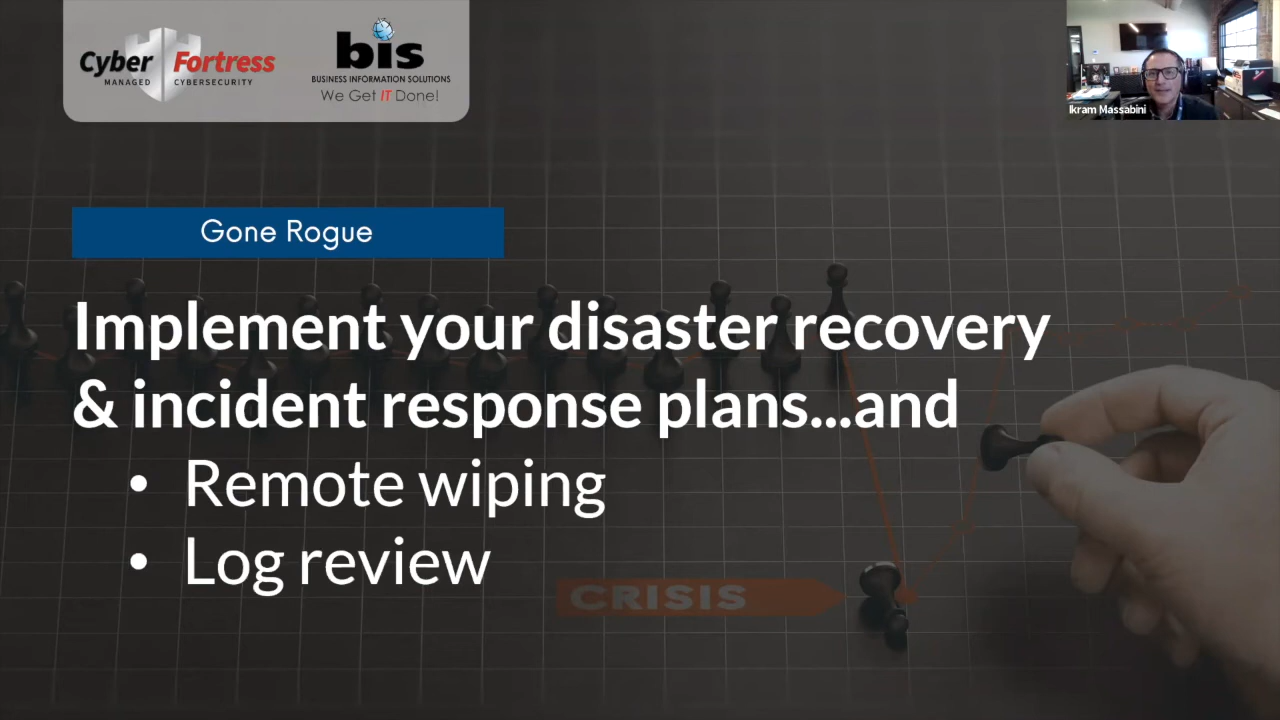 Cyber Fortress
MANAGED CYBERSECURITY
bis
BUSINESS INFORMATION SOLUTIONS
We Get IT Done!
Ikram Massabini
Gone Rogue
Implement your disaster recovery
& incident response plans...and
• Remote wiping
• Log review
CRISIS